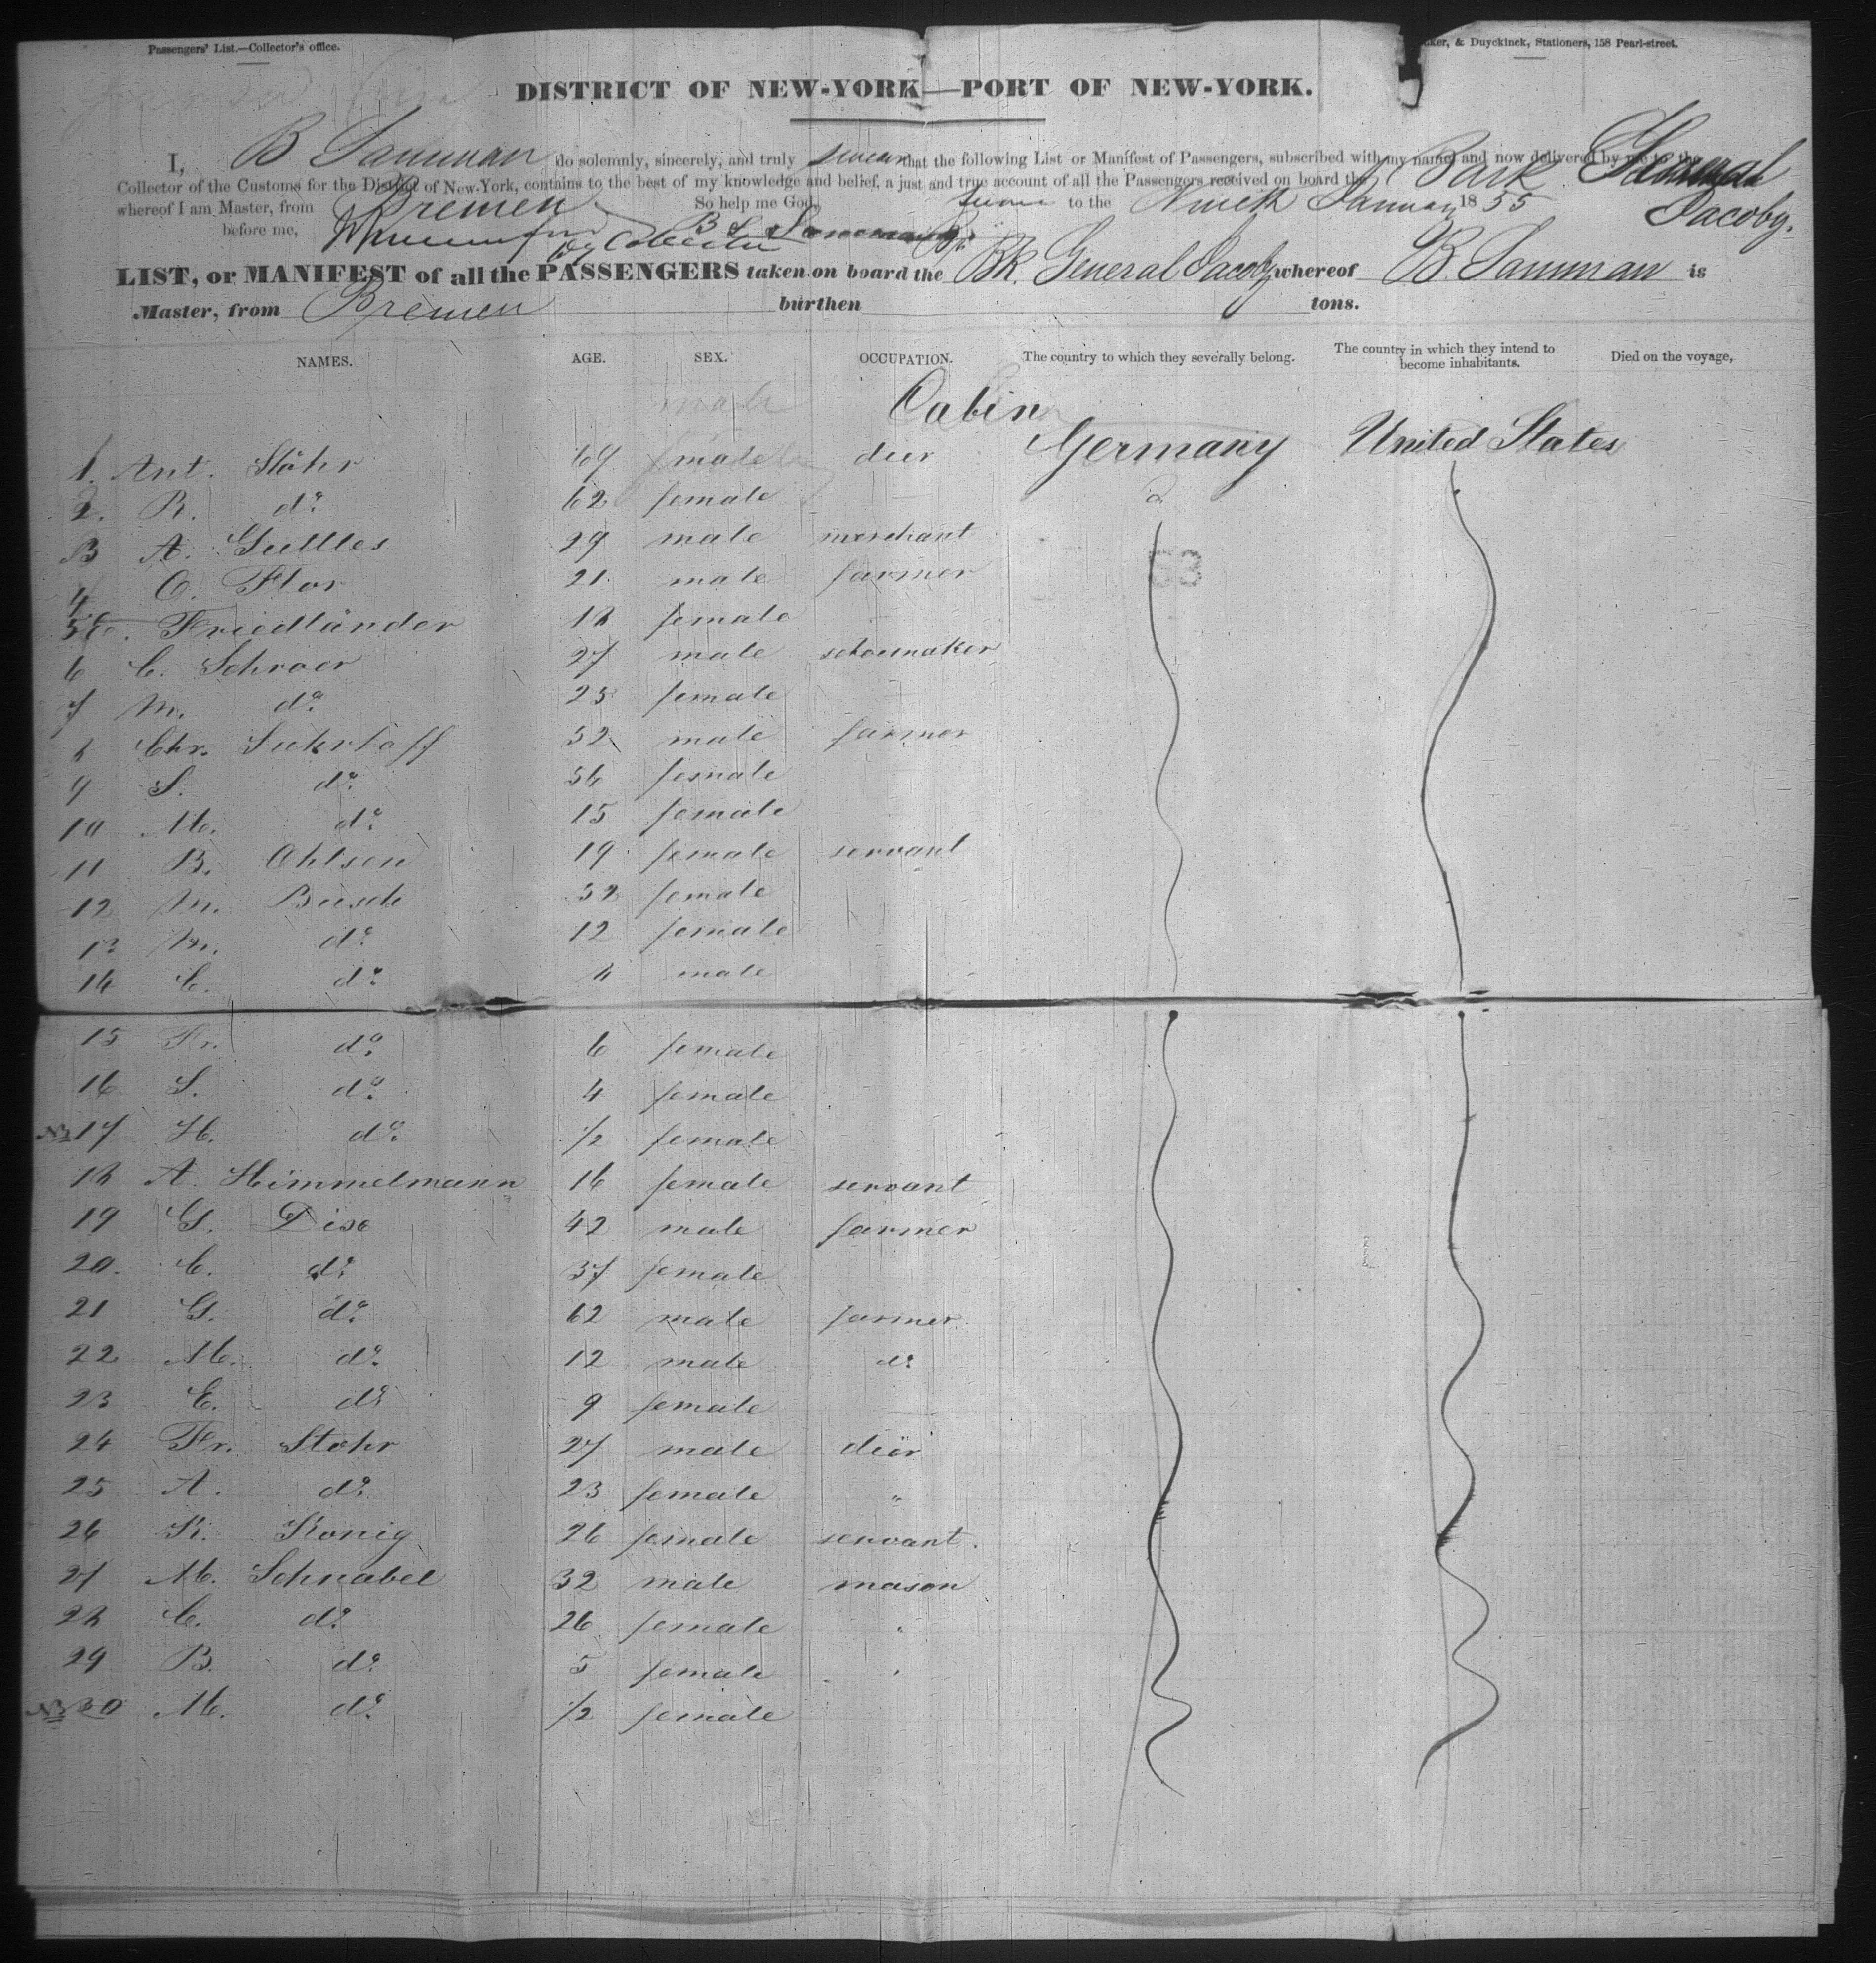 Passengers' List.—Collector's office.
& Duyckinck, Stationers, 158 Pearl-street.
DISTRICT OF NEW-YORK—PORT OF NEW-YORK.
I, B do solemnly, sincerely, and truly swear that the following List or Manifest of Passengers, subscribed with my name, and now delivered by me to the
Collector of the Customs for the District of New-York, contains to the best of my knowledge and belief, a just and true account of all the Passengers received on board the Bark General Jacoby.
whereof I am Master, from Bremen. So help me God,
to the January 1855
before me,
LIST, or MANIFEST of all the PASSENGERS taken on board the Bk. General Jacoby whereof B. is
Master, from Bremen burthen tons.
NAMES. AGE. SEX. OCCUPATION. The country to which they severally belong. The country in which they intend to become inhabitants. Died on the voyage,
Cabin
1. Ant. Stöhr 69 male Germany United States
2. R. do 62 female do
3 A. 29 male merchant
4 O. Flor 21 male farmer
5 Friedländer 18 female
6 C. Schroer 27 male schoemaker
7 M. do 25 female
8 Chr. male farmer
9 S. do 56 female
10 M. do 15 female
11 B. Ohlsen 19 female servant
12 M. Busch 32 female
13 M. do 12 female
14 C. do male
15 Fr. do 6 female
16 S. do 4 female
17 H. do 1/2 female
18 A. Himmelmann 16 female servant
19 G. 42 male farmer
20. C. do 37 female
21 G. do 62 male farmer
22 M. do 12 male do
23 E. do 9 female
24 Fr. Stohr 27 male
25 A. do 23 female "
26 K. Konig 26 female servant.
27 M. Schnabel 32 male mason
28 C. do 26 female
29 B. do 5 female
30 M. do 1/2 female